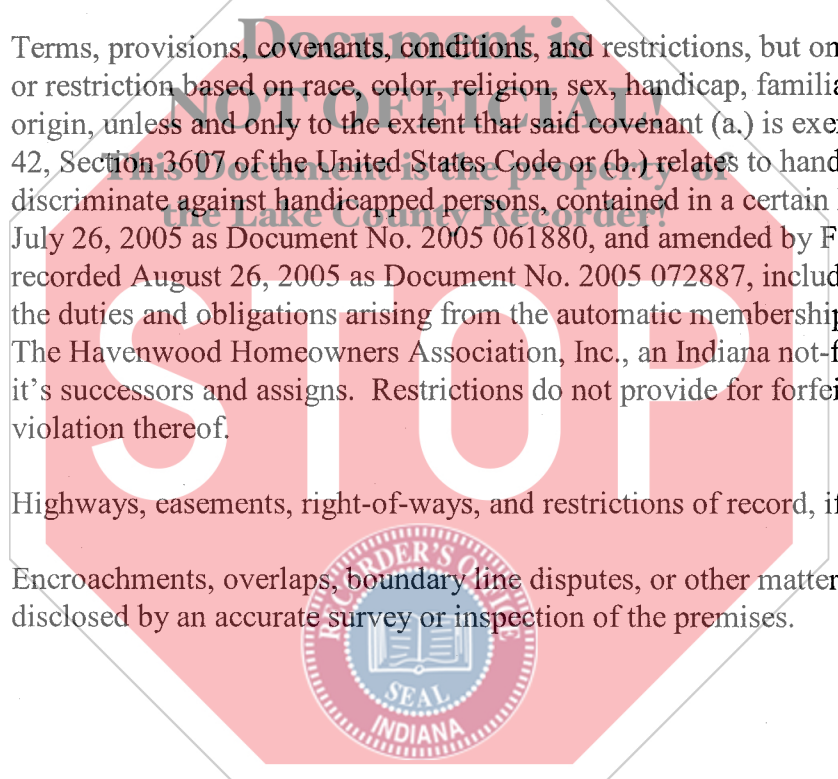 Document is
Terms, provisions, covenants, conditions, and restrictions, but on
or restriction based on race, color, religion, sex, handicap, familia
NOT OFFICIAL!
origin, unless and only to the extent that said covenant (a.) is exe
42, Section 3607 of the United States Code or (b.) relates to hand
This Document is the property of
discriminate against handicapped persons, contained in a certain
the Lake County Recorder!
July 26, 2005 as Document No. 2005 061880, and amended by F
recorded August 26, 2005 as Document No. 2005 072887, includ
the duties and obligations arising from the automatic membership
The Havenwood Homeowners Association, Inc., an Indiana not-f
it's successors and assigns. Restrictions do not provide for forfei
violation thereof.
STOP
Highways, easements, right-of-ways, and restrictions of record, if
Encroachments, overlaps, boundary line disputes, or other matter
disclosed by an accurate survey or inspection of the premises.
RECORDER'S OFFICE
SEAL
INDIANA